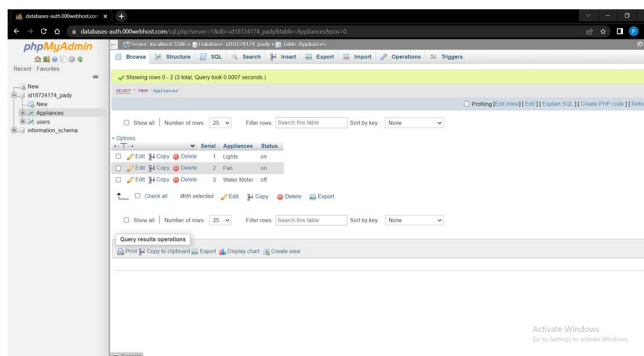 databases-auth.000webhost.com
databases-auth.000webhost.com/sql.php?server=1&db=id18724174_pady&table=Appliances&pos=0
phpMyAdmin
Recent Favorites
New
id18724174_pady
New
Appliances
users
information_schema
Server: localhost:3306 » Database: id18724174_pady » Table: Appliances
Browse Structure SQL Search Insert Export Import Operations Triggers
Showing rows 0 - 2 (3 total, Query took 0.0007 seconds.)
SELECT * FROM `Appliances`
Profiling [Edit inline] [ Edit ] [ Explain SQL ] [ Create PHP code ] [ Refre
Show all Number of rows: 25 Filter rows: Search this table Sort by key: None
+ Options
Serial Appliances Status
Edit Copy Delete 1 Lights on
Edit Copy Delete 2 Fan on
Edit Copy Delete 3 Water Moter off
Check all With selected: Edit Copy Delete Export
Show all Number of rows: 25 Filter rows: Search this table Sort by key: None
Query results operations
Print Copy to clipboard Export Display chart Create view
Activate Windows
Go to Settings to activate Windows.
Console